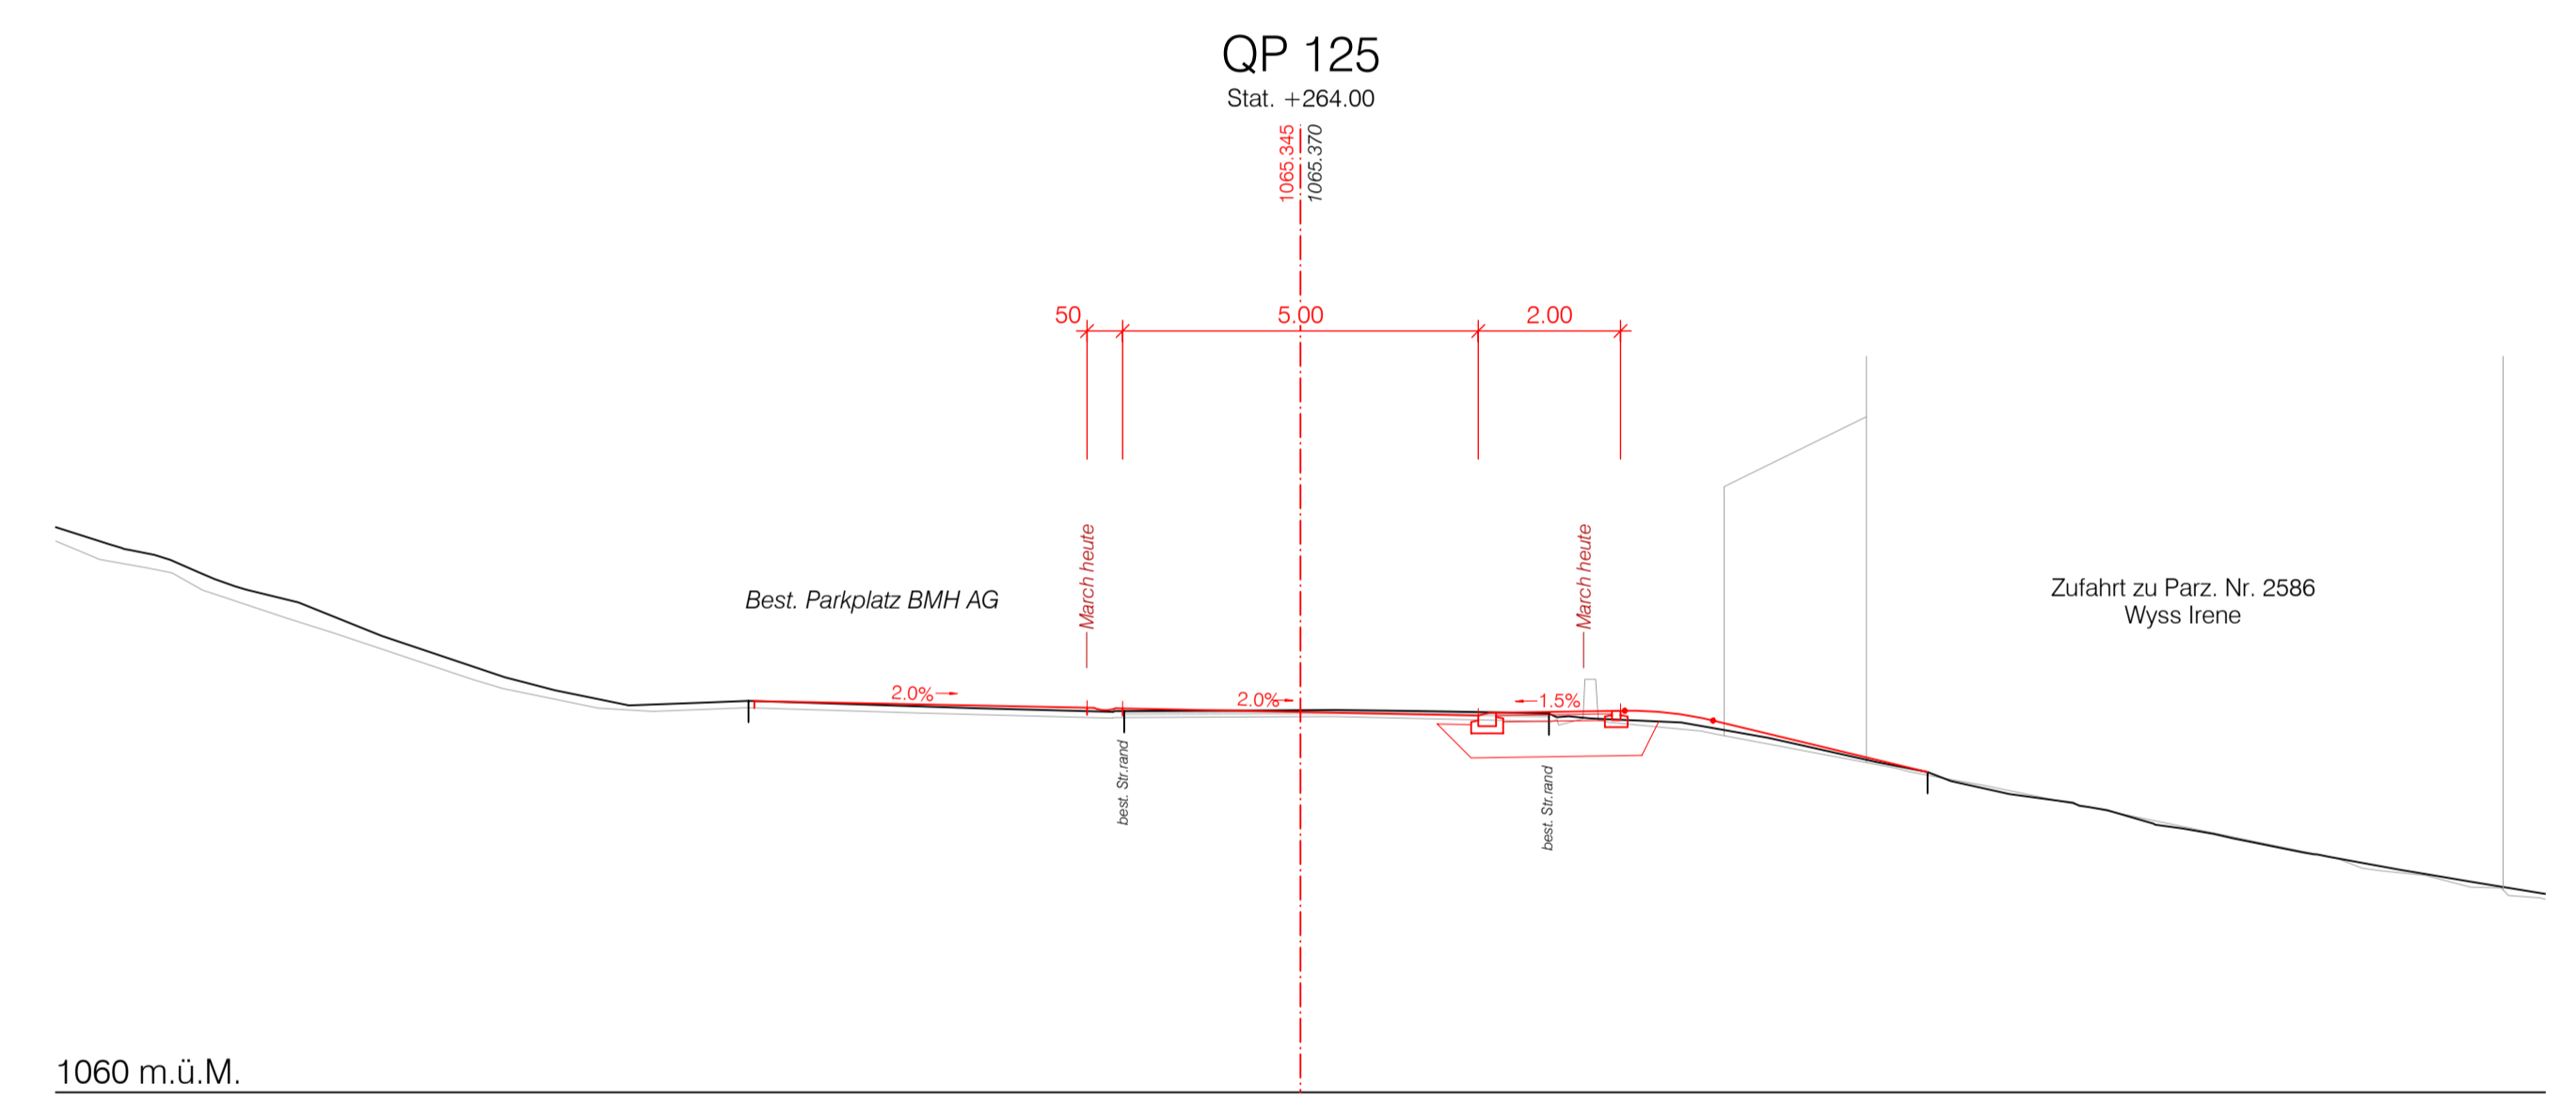 QP 125
Stat. +264.00
1065.345
1065.370
50
5.00
2.00
March heute
March heute
Best. Parkplatz BMH AG
Zufahrt zu Parz. Nr. 2586
Wyss Irene
2.0%
2.0%
1.5%
best. Str.rand
best. Str.rand
1060 m.ü.M.